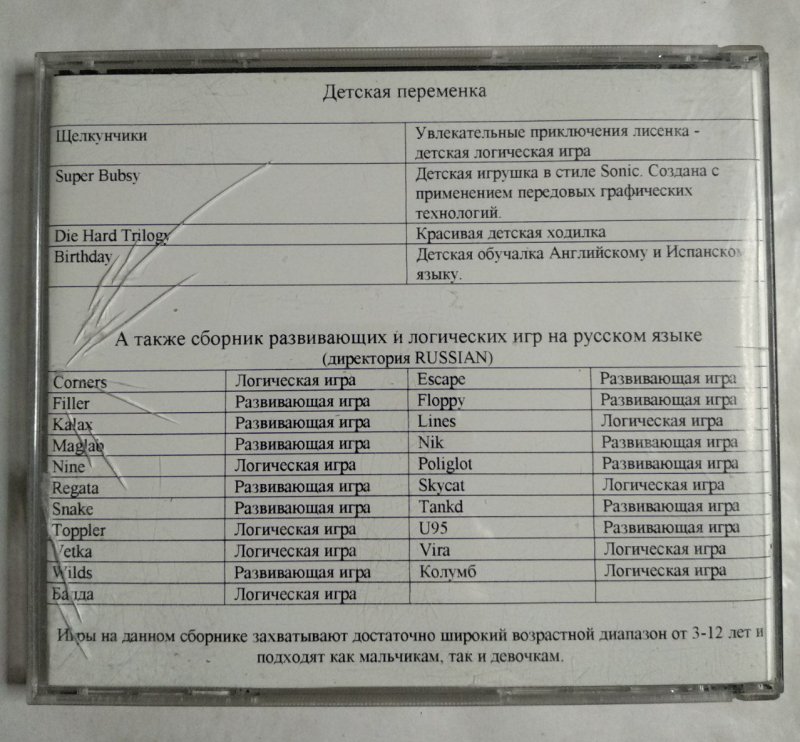 Детская переменка
Щелкунчики
Увлекательные приключения лисенка -
детская логическая игра
Super Bubsy
Детская игрушка в стиле Sonic. Создана с
применением передовых графических
технологий.
Die Hard Trilogy
Красивая детская ходилка
Birthday
Детская обучалка Английскому и Испанском
языку.
А также сборник развивающих и логических игр на русском языке
(директория RUSSIAN)
Corners Логическая игра Escape Развивающая игра
Filler Развивающая игра Floppy Развивающая игра
Kalax Развивающая игра Lines Логическая игра
Maglab Развивающая игра Nik Развивающая игра
Nine Логическая игра Poliglot Развивающая игра
Regata Развивающая игра Skycat Логическая игра
Snake Развивающая игра Tankd Развивающая игра
Toppler Логическая игра U95 Развивающая игра
Vetka Логическая игра Vira Логическая игра
Wilds Развивающая игра Колумб Логическая игра
Балда Логическая игра
Игры на данном сборнике захватывают достаточно широкий возрастной диапазон от 3-12 лет и
подходят как мальчикам, так и девочкам.